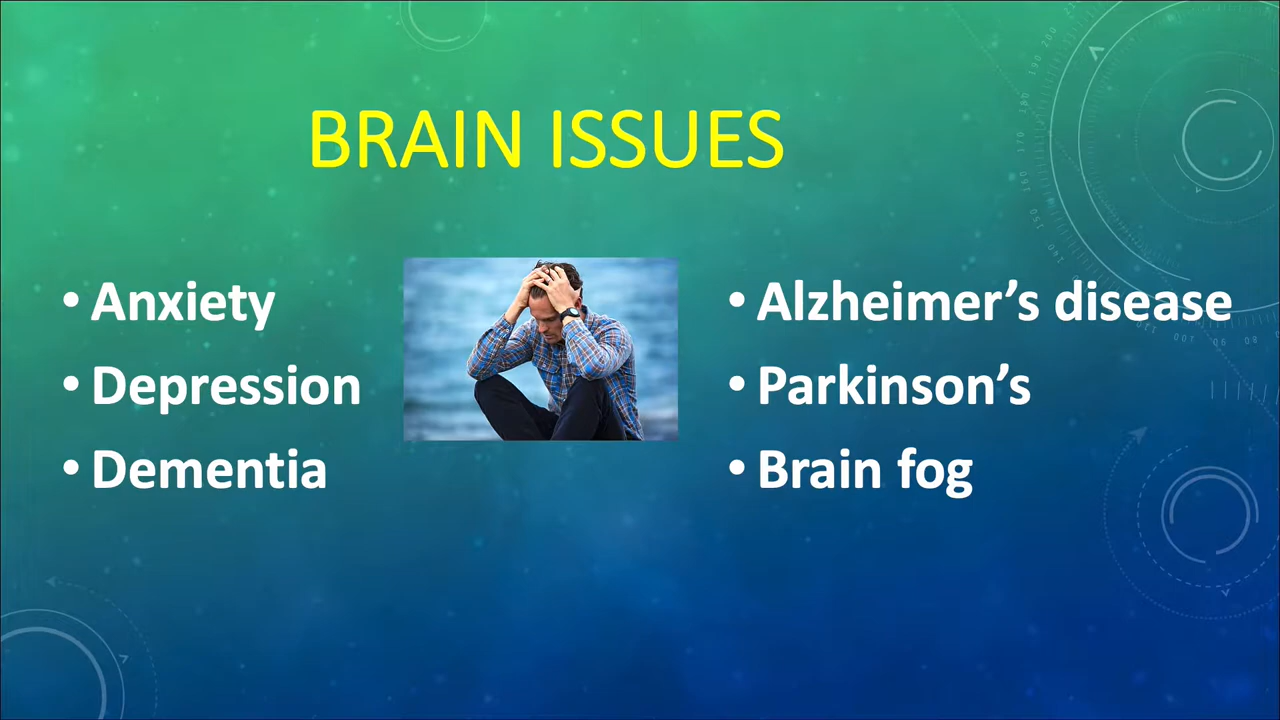 BRAIN ISSUES
• Anxiety
• Depression
• Dementia
• Alzheimer’s disease
• Parkinson’s
• Brain fog